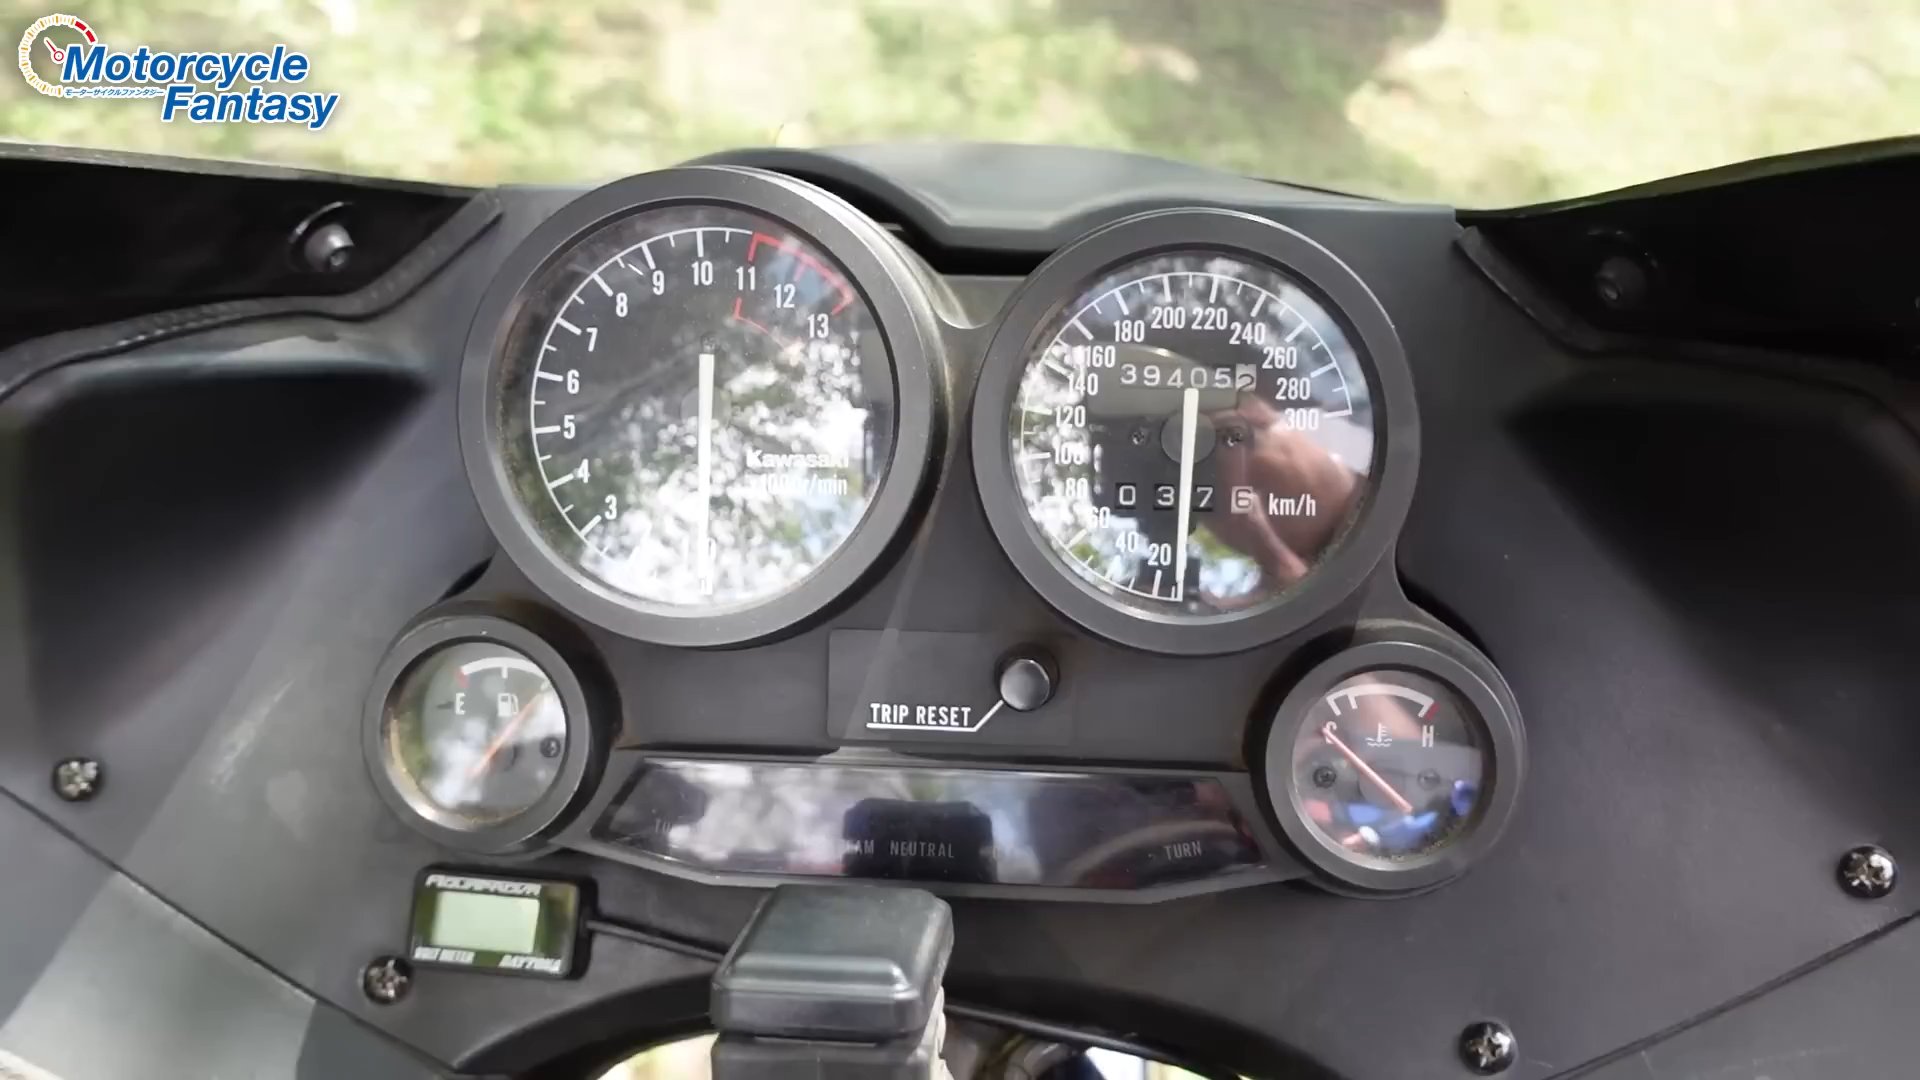 Motorcycle
モーターサイクルファンタジー
Fantasy
3
4
5
6
7
8
9
10
11
12
13
Kawasaki
r/min
20
40
60
80
100
120
140
160
180
200
220
240
260
280
300
394052
0376
km/h
E
TRIP RESET
C
H
NEUTRAL
TURN
VOLT METER
DAYTONA